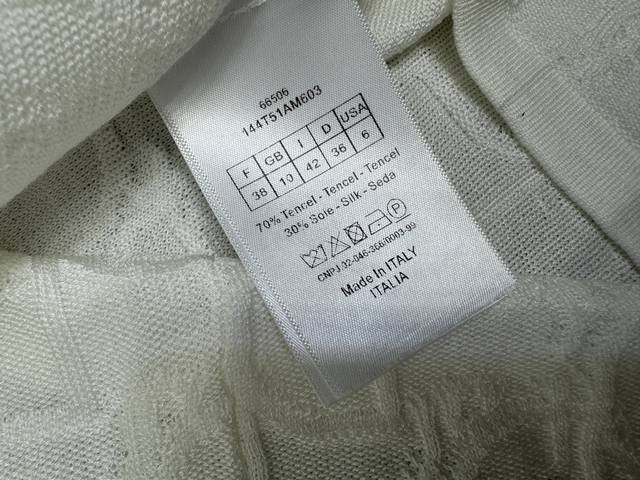 66506
144T51AM603
F GB I D USA
38 10 42 36 6
70% Tencel - Tencel - Tencel
30% Soie - Silk - Seda
CNPJ.32-046-366/0003-99
Made In ITALY
ITALIA